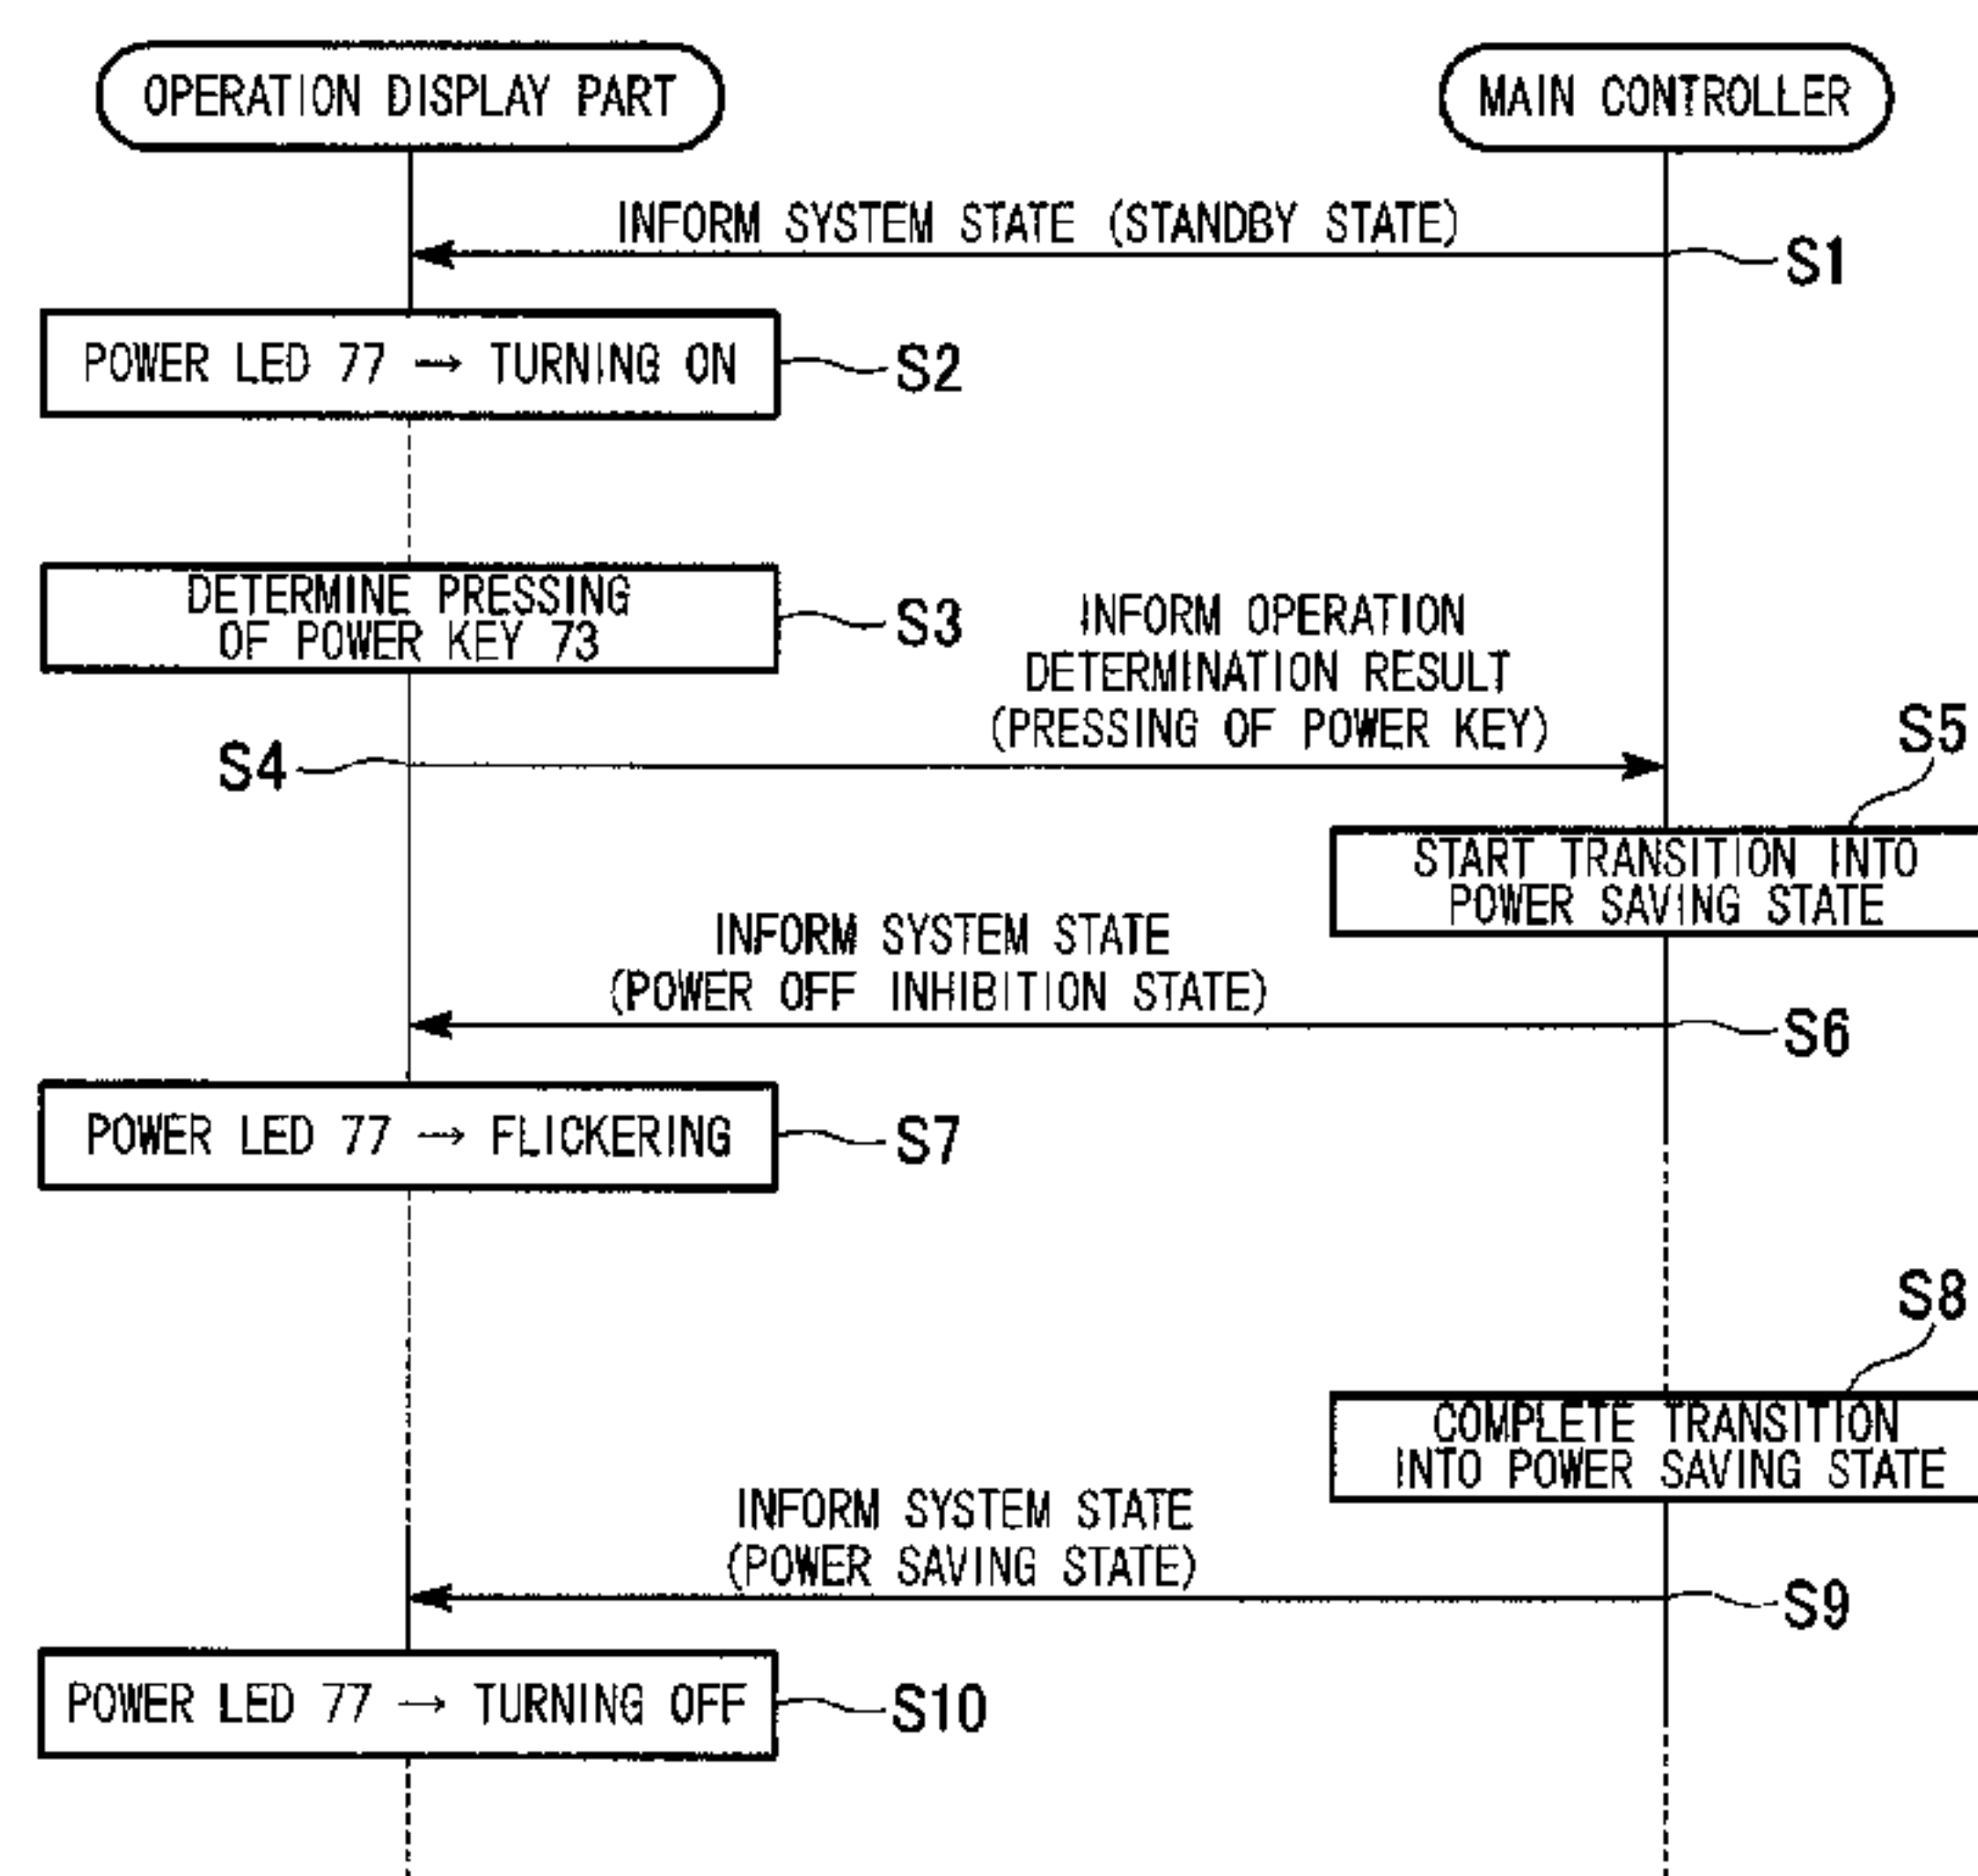 OPERATION DISPLAY PART
MAIN CONTROLLER
INFORM SYSTEM STATE (STANDBY STATE)
S1
POWER LED 77 → TURNING ON
S2
DETERMINE PRESSING
OF POWER KEY 73
S3
INFORM OPERATION
DETERMINATION RESULT
(PRESSING OF POWER KEY)
S4
S5
START TRANSITION INTO
POWER SAVING STATE
INFORM SYSTEM STATE
(POWER OFF INHIBITION STATE)
S6
POWER LED 77 → FLICKERING
S7
S8
COMPLETE TRANSITION
INTO POWER SAVING STATE
INFORM SYSTEM STATE
(POWER SAVING STATE)
S9
POWER LED 77 → TURNING OFF
S10